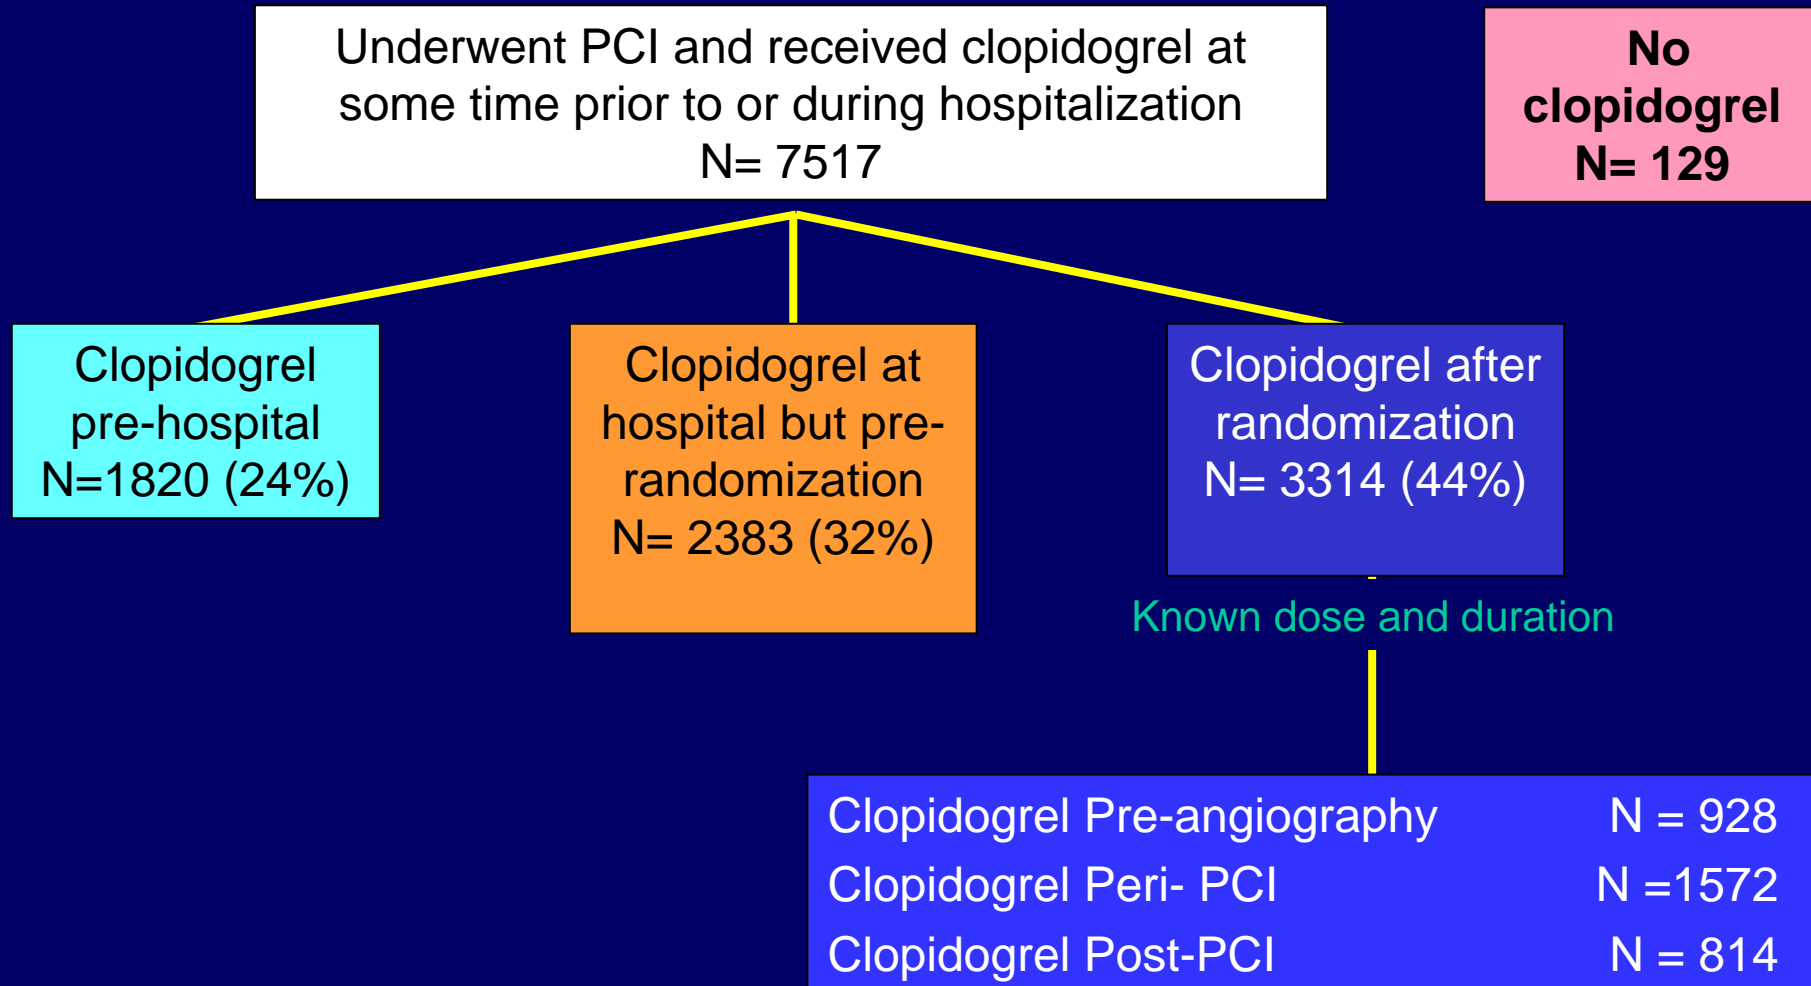 Underwent PCI and received clopidogrel at
some time prior to or during hospitalization
N= 7517
No
clopidogrel
N= 129
Clopidogrel
pre-hospital
N=1820 (24%)
Clopidogrel at
hospital but pre-
randomization
N= 2383 (32%)
Clopidogrel after
randomization
N= 3314 (44%)
Known dose and duration
Clopidogrel Pre-angiography N = 928
Clopidogrel Peri- PCI N =1572
Clopidogrel Post-PCI N = 814